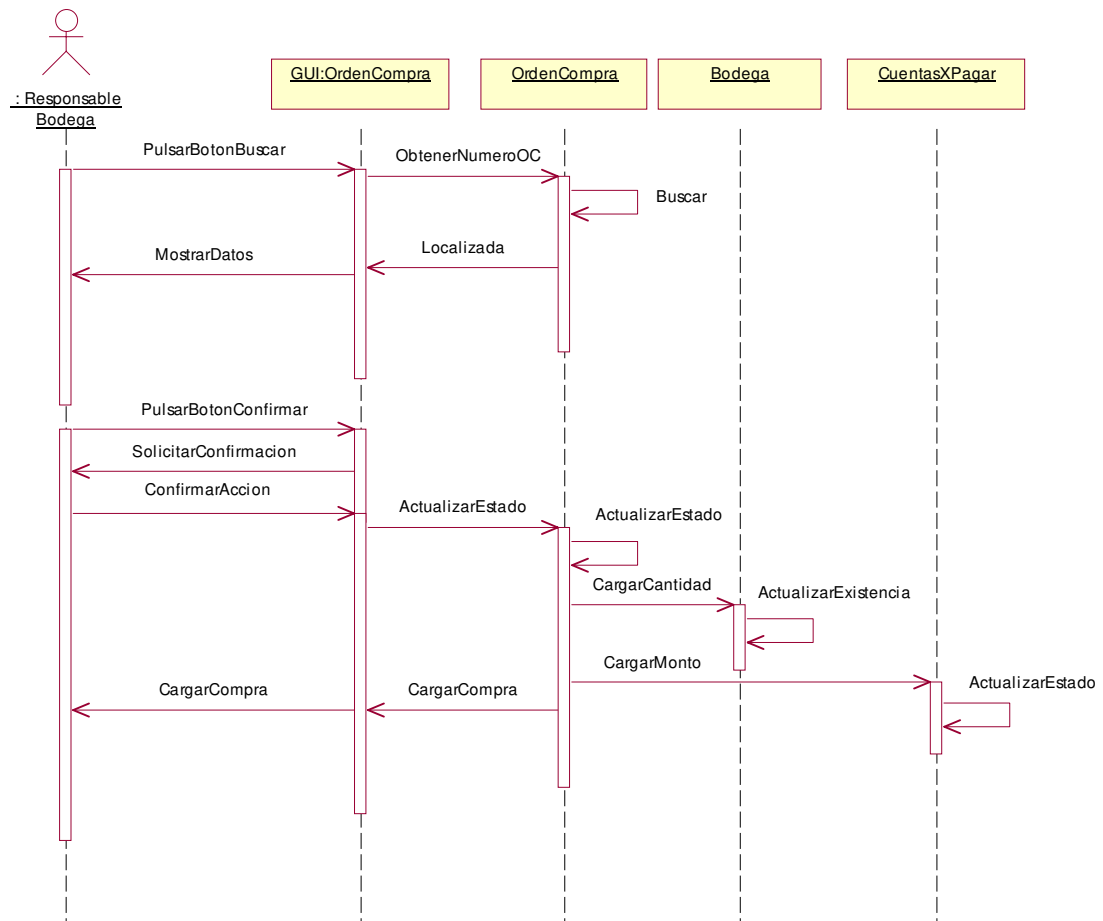 : Responsable
Bodega
GUI:OrdenCompra
OrdenCompra
Bodega
CuentasXPagar
PulsarBotonBuscar
ObtenerNumeroOC
Buscar
Localizada
MostrarDatos
PulsarBotonConfirmar
SolicitarConfirmacion
ConfirmarAccion
ActualizarEstado
ActualizarEstado
CargarCantidad
ActualizarExistencia
CargarMonto
ActualizarEstado
CargarCompra
CargarCompra